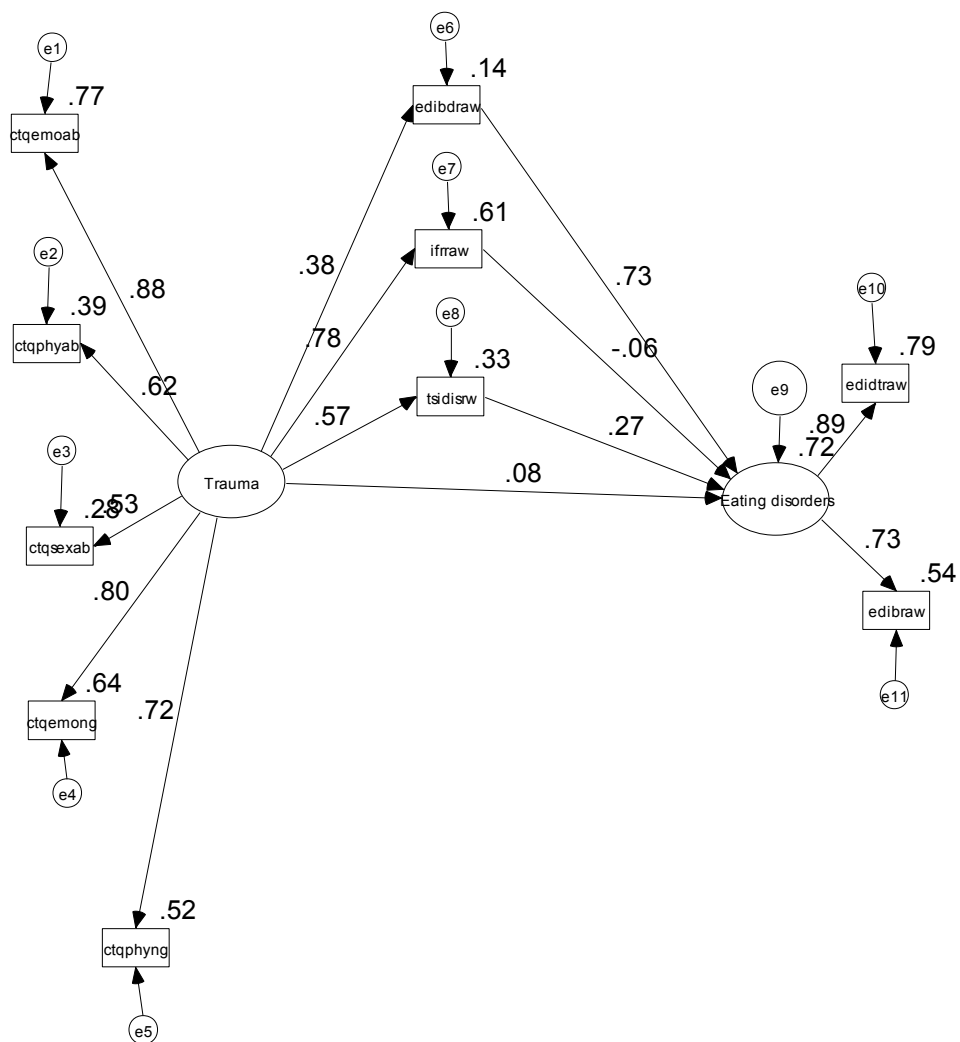 e1
.77
ctqemoab
e2
.39
ctqphyab
e3
.28
ctqsexab
.64
ctqemong
e4
.52
ctqphyng
e5
.88
.62
.53
.80
.72
Trauma
.38
.78
.57
.08
e6
.14
edibdraw
e7
.61
ifrraw
e8
.33
tsidisrw
.73
-.06
.27
e9
.72
Eating disorders
.89
.73
e10
.79
edidtraw
.54
edibraw
e11